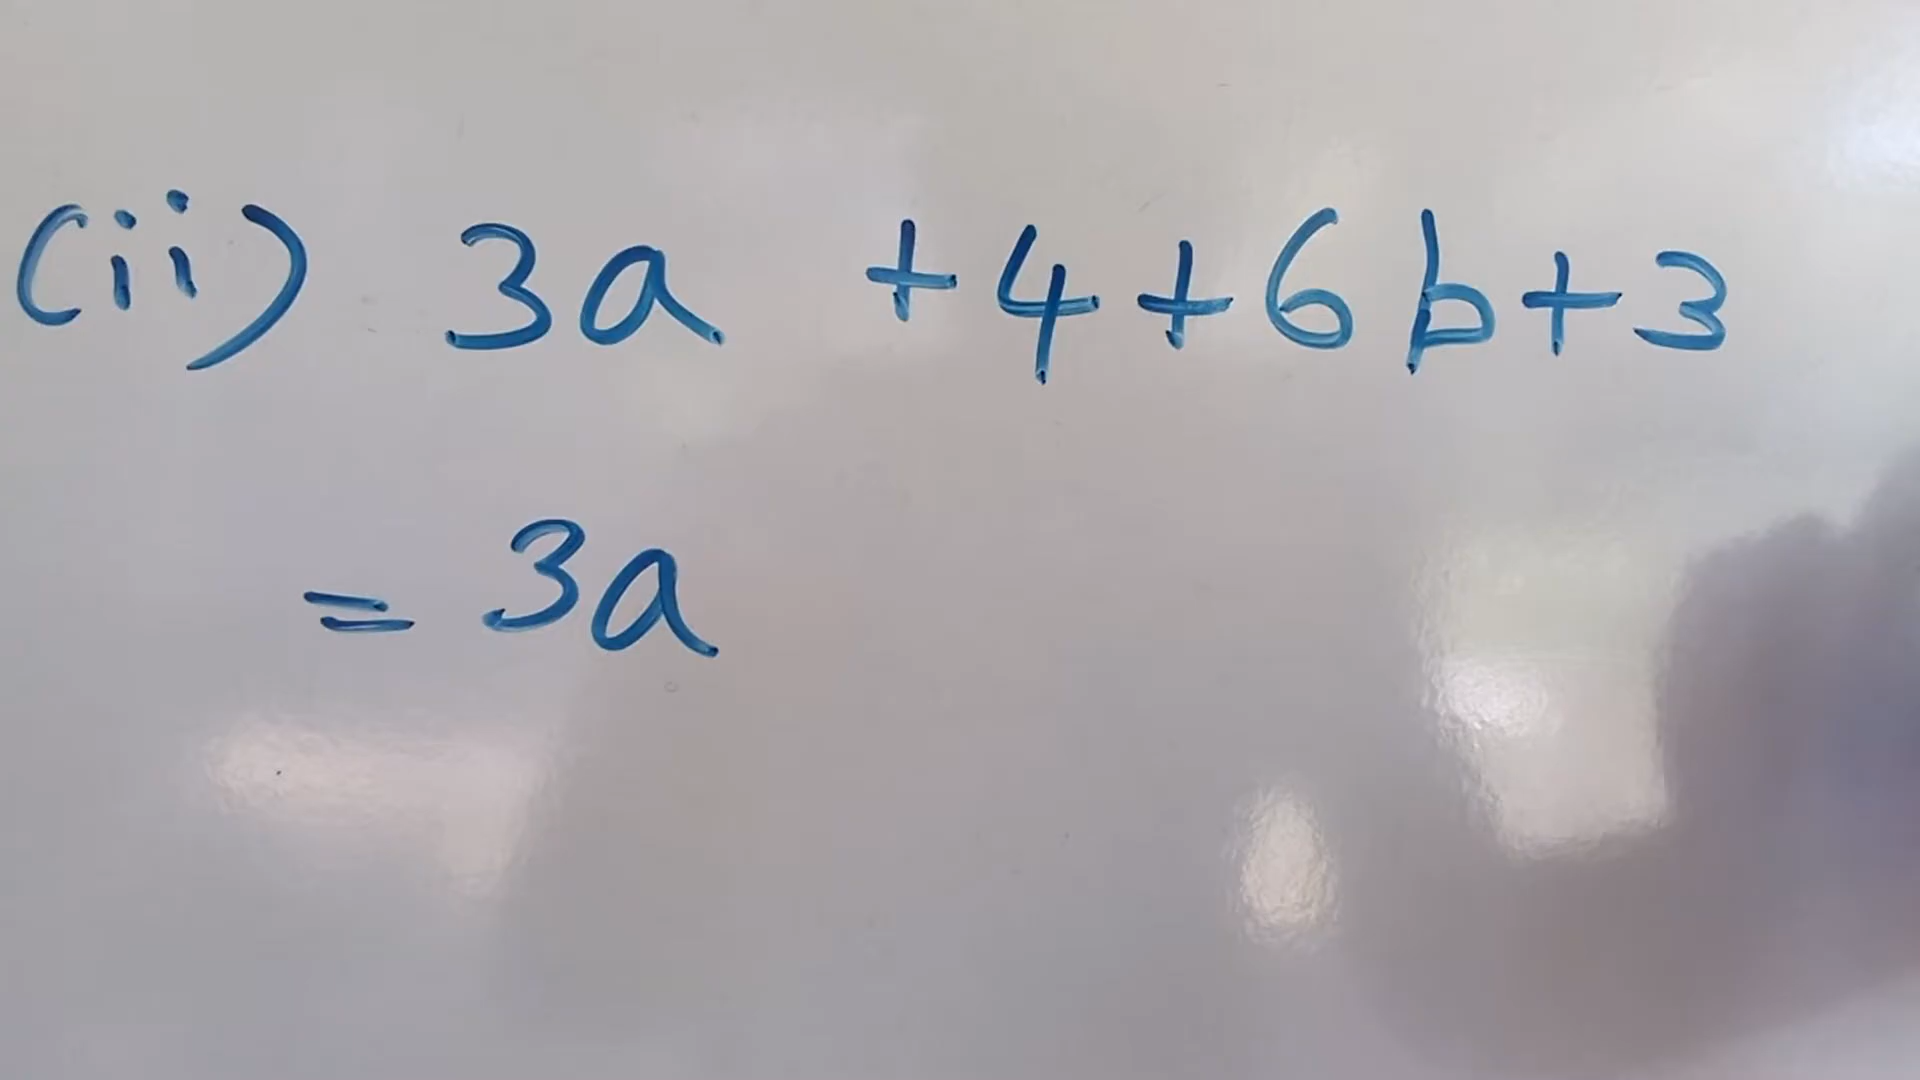 (ii) 3a + 4 + 6b + 3
= 3a